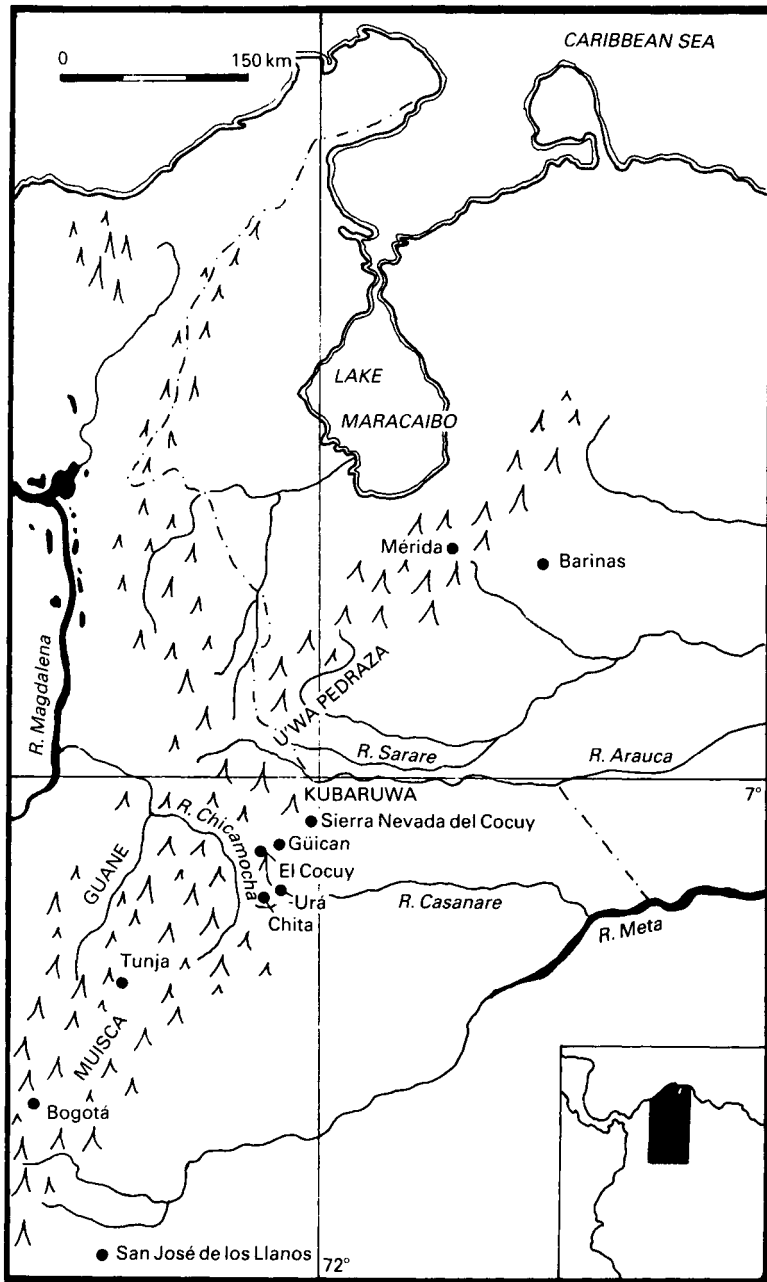 CARIBBEAN SEA
0 150 km
LAKE
MARACAIBO
Mérida
Barinas
R. Magdalena
U'WA PEDRAZA
R. Sarare
R. Arauca
7°
KUBARUWA
R. Chicamocha
Sierra Nevada del Cocuy
Güican
GUANE
El Cocuy
Urá
R. Casanare
Chita
R. Meta
Tunja
MUISCA
Bogotá
San José de los Llanos
72°